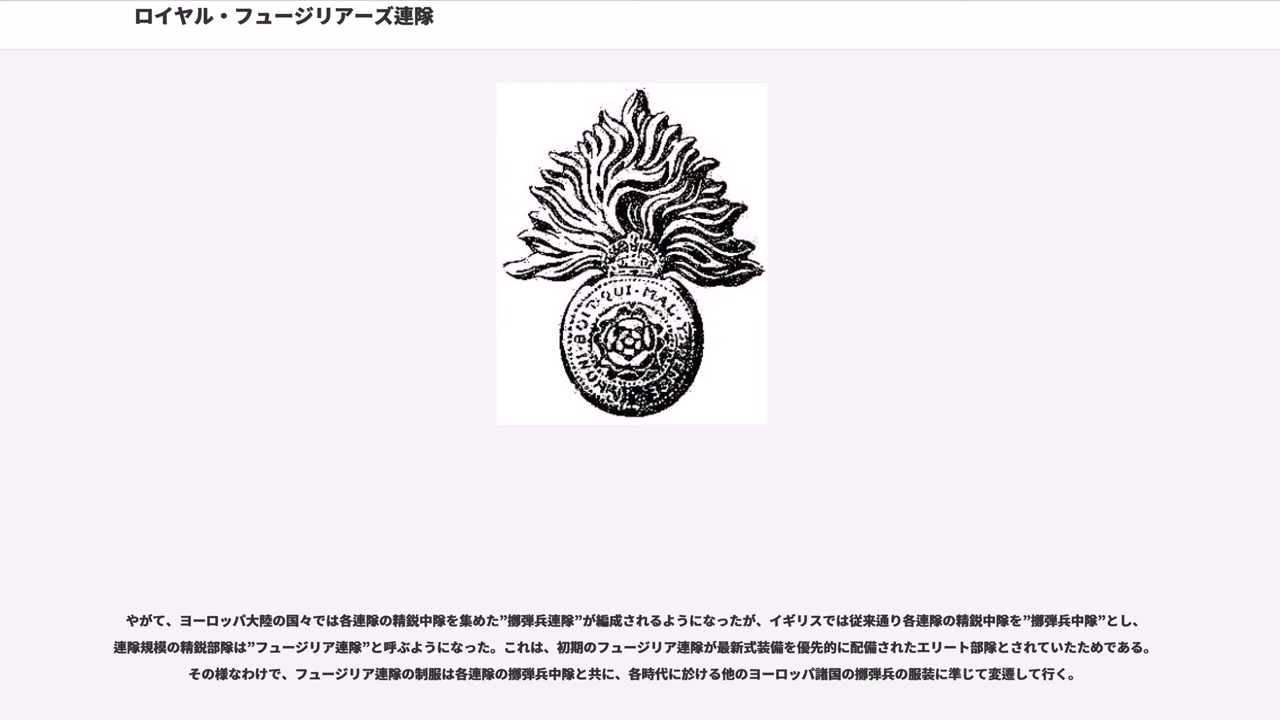 ロイヤル・フュージリアーズ連隊
HONI·SOIT·QUI·MAL·Y·PENSE
やがて、ヨーロッパ大陸の国々では各連隊の精鋭中隊を集めた”擲弾兵連隊”が編成されるようになったが、イギリスでは従来通り各連隊の精鋭中隊を”擲弾兵中隊”とし、
連隊規模の精鋭部隊は”フュージリア連隊”と呼ぶようになった。これは、初期のフュージリア連隊が最新式装備を優先的に配備されたエリート部隊とされていたためである。
その様なわけで、フュージリア連隊の制服は各連隊の擲弾兵中隊と共に、各時代に於ける他のヨーロッパ諸国の擲弾兵の服装に準じて変遷して行く。